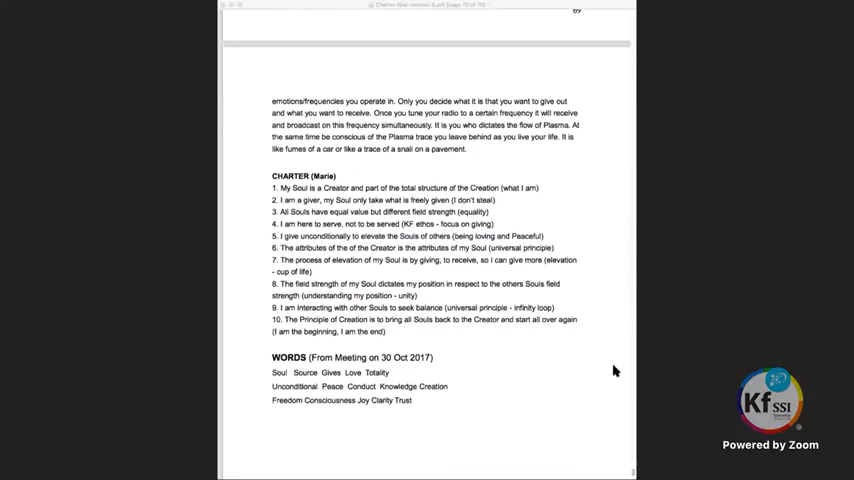 Charter-final-version-3.pdf (page 70 of 70)
69
emotions/frequencies you operate in. Only you decide what it is that you want to give out
and what you want to receive. Once you tune your radio to a certain frequency it will receive
and broadcast on this frequency simultaneously. It is you who dictates the flow of Plasma. At
the same time be conscious of the Plasma trace you leave behind as you live your life. It is
like fumes of a car or like a trace of a snail on a pavement.
CHARTER (Marie)
1. My Soul is a Creator and part of the total structure of the Creation (what I am)
2. I am a giver, my Soul only take what is freely given (I don't steal)
3. All Souls have equal value but different field strength (equality)
4. I am here to serve, not to be served (KF ethos - focus on giving)
5. I give unconditionally to elevate the Souls of others (being loving and Peaceful)
6. The attributes of the of the Creator is the attributes of my Soul (universal principle)
7. The process of elevation of my Soul is by giving, to receive, so I can give more (elevation
- cup of life)
8. The field strength of my Soul dictates my position in respect to the others Souls field
strength (understanding my position - unity)
9. I am interacting with other Souls to seek balance (universal principle - infinity loop)
10. The Principle of Creation is to bring all Souls back to the Creator and start all over again
(I am the beginning, I am the end)
WORDS (From Meeting on 30 Oct 2017)
Soul Source Gives Love Totality
Unconditional Peace Conduct Knowledge Creation
Freedom Consciousness Joy Clarity Trust
Kf SSI
Powered by Zoom